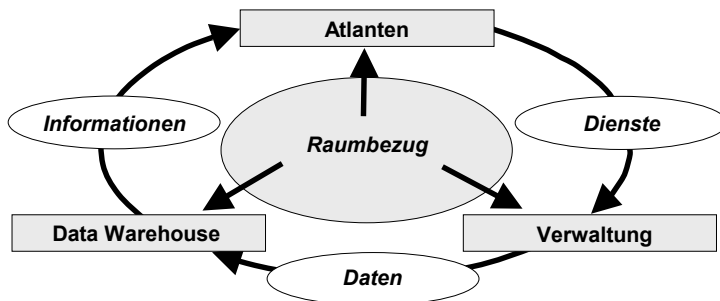 Atlanten
Informationen
Dienste
Raumbezug
Data Warehouse
Verwaltung
Daten